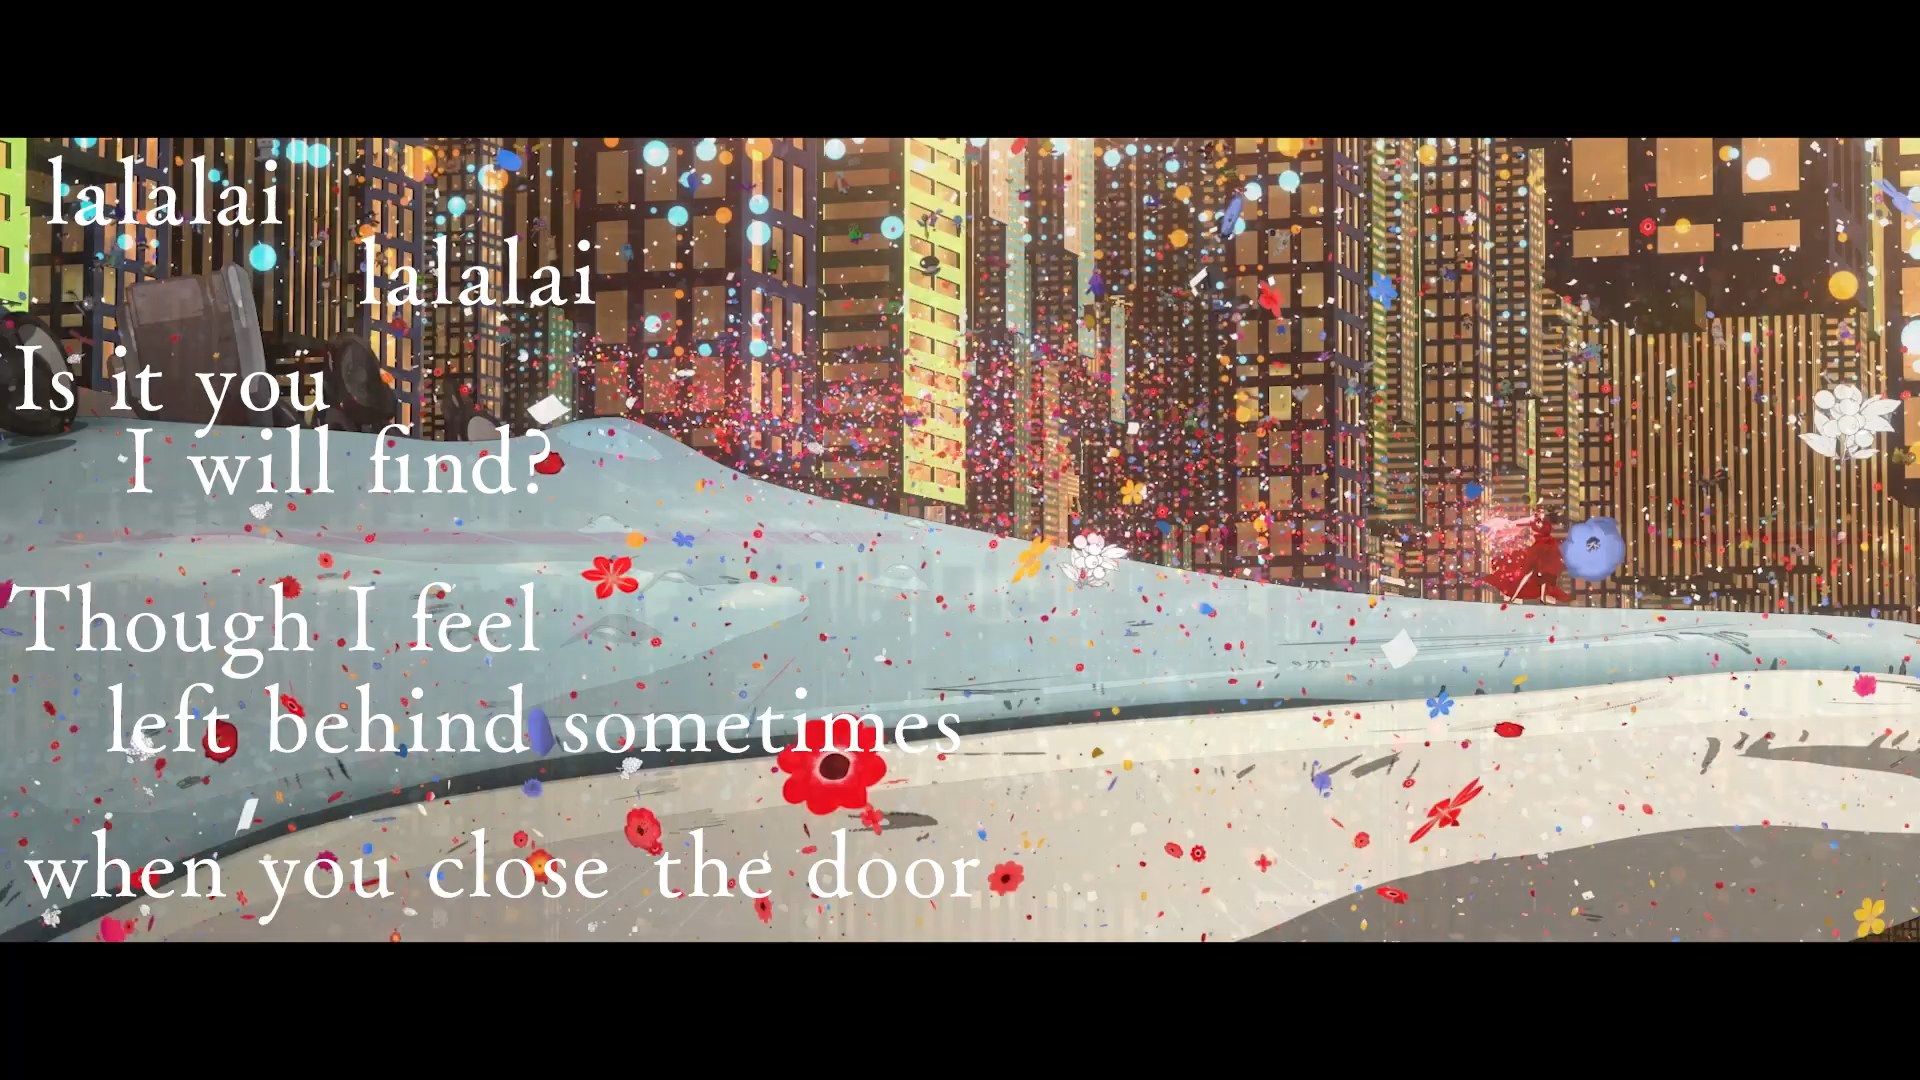 lalalai
lalalai
Is it you
I will find?
Though I feel
left behind sometimes
when you close the door